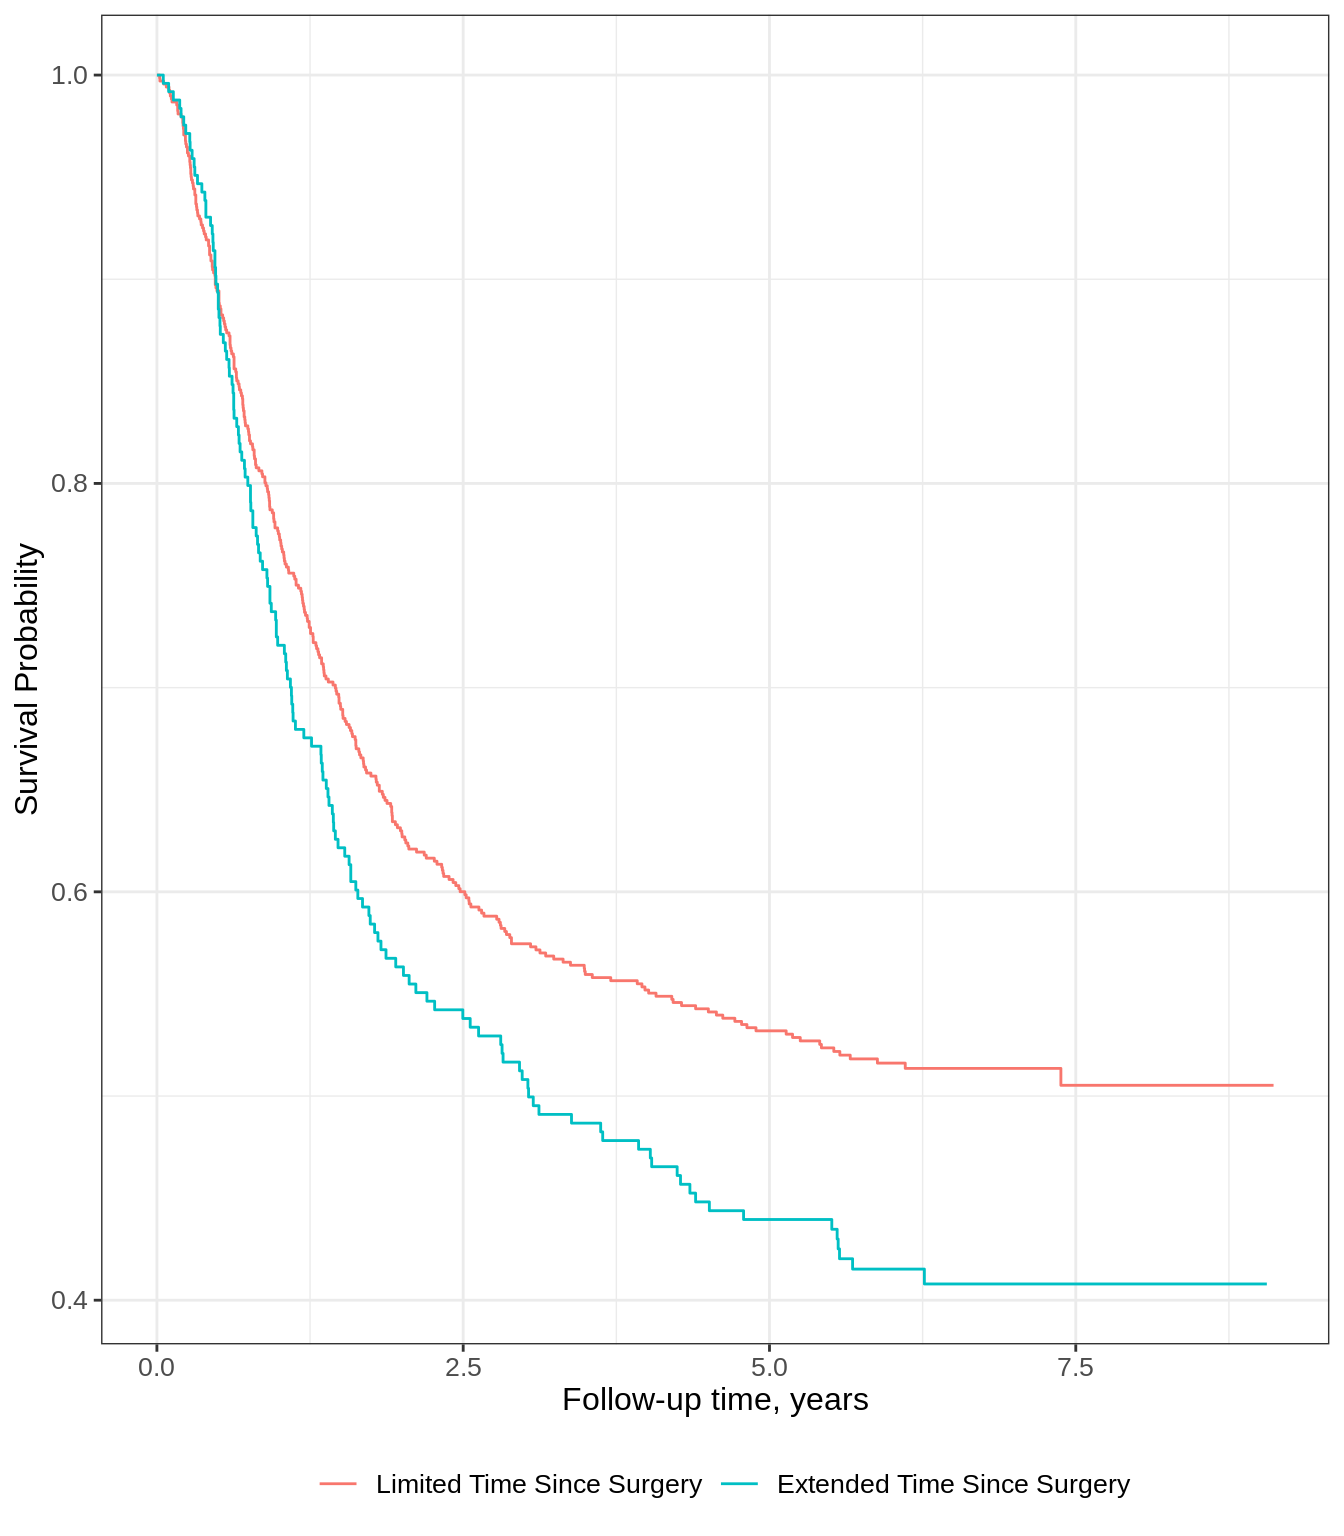 1.0
0.8
0.6
0.4
Survival Probability
0.0 2.5 5.0 7.5
Follow-up time, years
Limited Time Since Surgery Extended Time Since Surgery